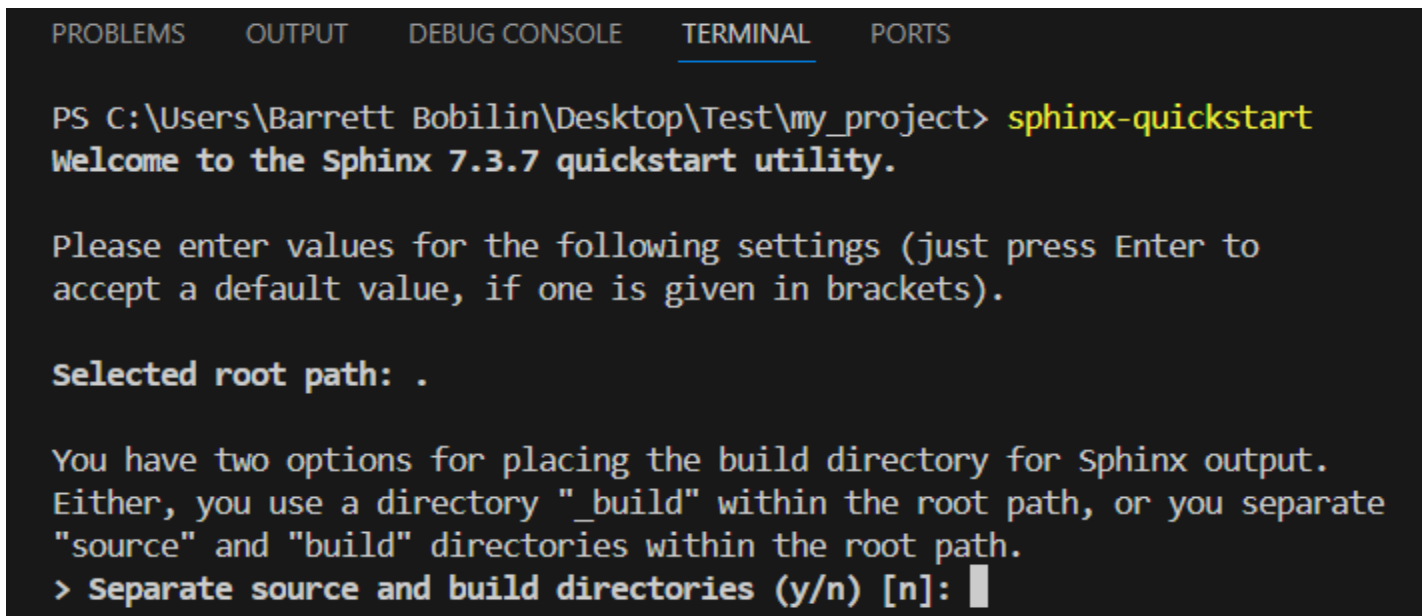 PROBLEMS OUTPUT DEBUG CONSOLE TERMINAL PORTS
PS C:\Users\Barrett Bobilin\Desktop\Test\my_project> sphinx-quickstart
Welcome to the Sphinx 7.3.7 quickstart utility.
Please enter values for the following settings (just press Enter to
accept a default value, if one is given in brackets).
Selected root path: .
You have two options for placing the build directory for Sphinx output.
Either, you use a directory "_build" within the root path, or you separate
"source" and "build" directories within the root path.
> Separate source and build directories (y/n) [n]: